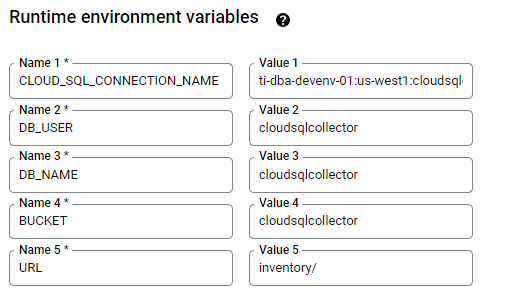 Runtime environment variables ?
Name 1 * Value 1
CLOUD_SQL_CONNECTION_NAME ti-dba-devenv-01:us-west1:cloudsql
Name 2 * Value 2
DB_USER cloudsqlcollector
Name 3 * Value 3
DB_NAME cloudsqlcollector
Name 4 * Value 4
BUCKET cloudsqlcollector
Name 5 * Value 5
URL inventory/